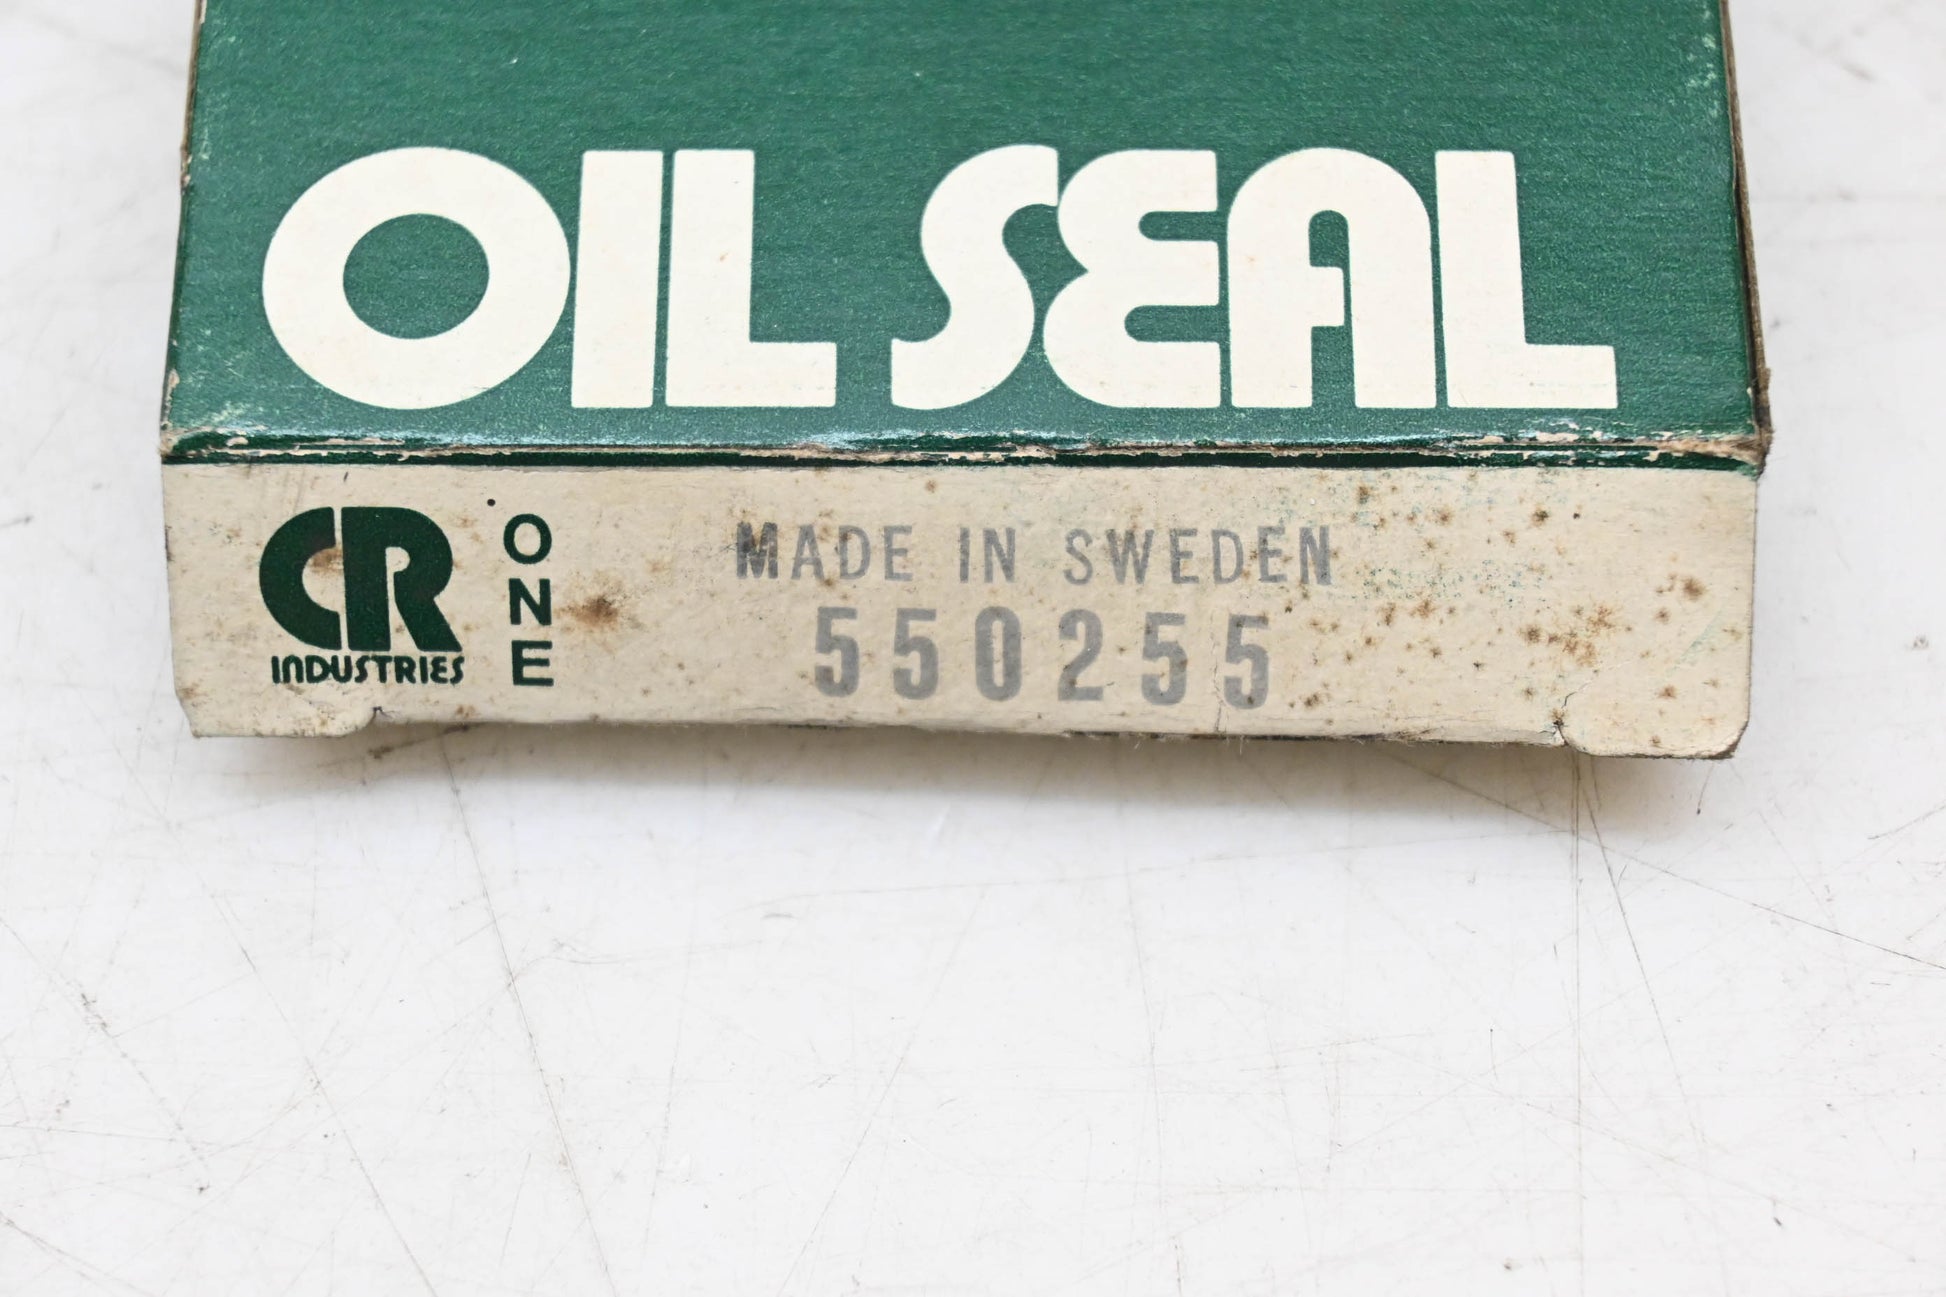 OIL SEAL
CR
INDUSTRIES
ONE
MADE IN SWEDEN
550255